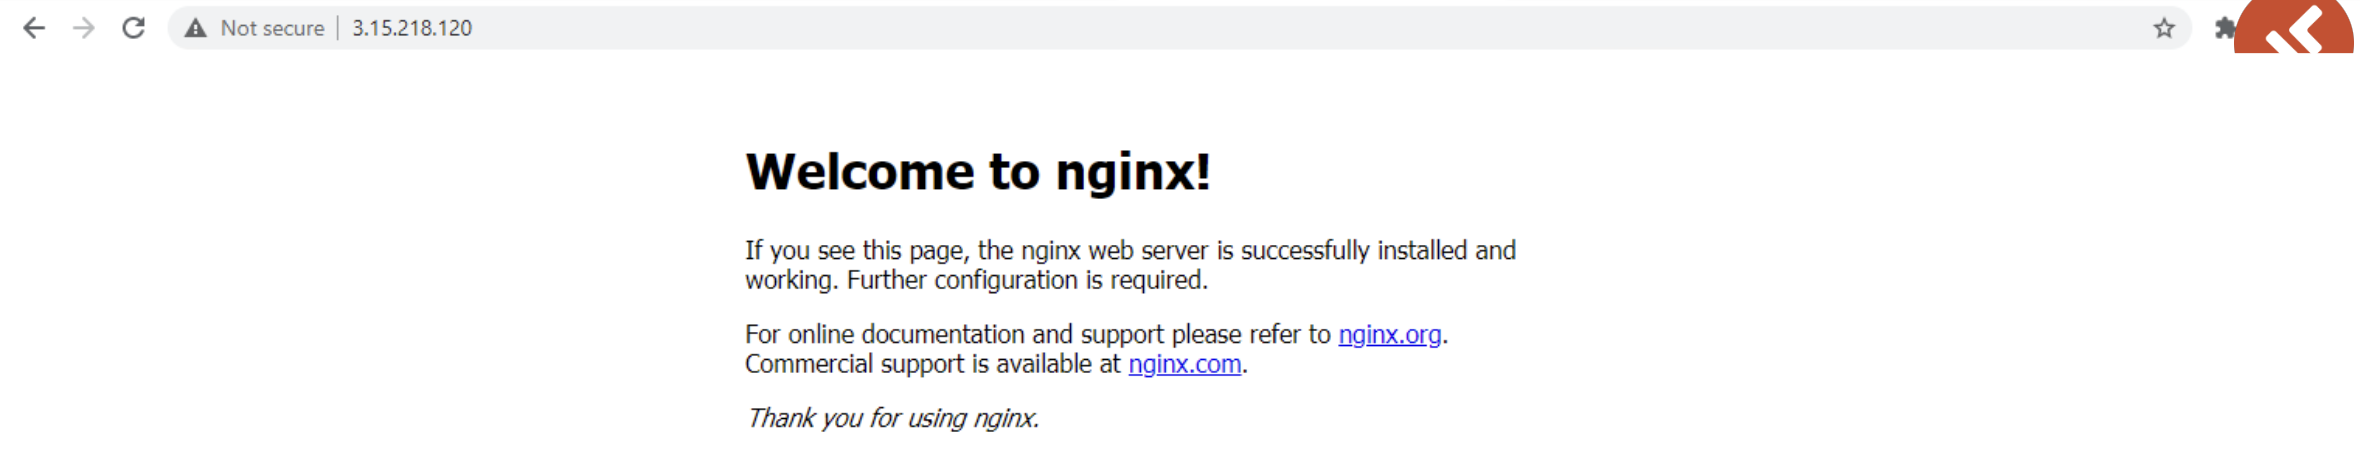 Not secure | 3.15.218.120
Welcome to nginx!
If you see this page, the nginx web server is successfully installed and
working. Further configuration is required.
For online documentation and support please refer to nginx.org.
Commercial support is available at nginx.com.
Thank you for using nginx.